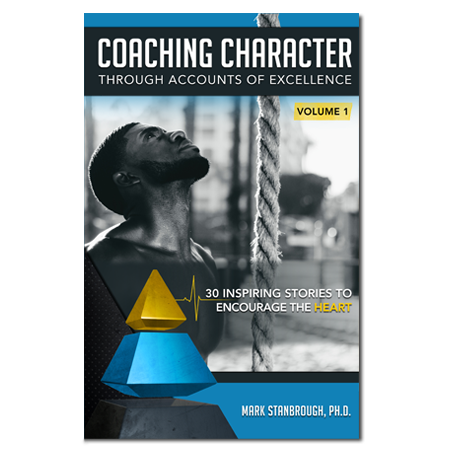 COACHING CHARACTER
THROUGH ACCOUNTS OF EXCELLENCE
VOLUME 1
30 INSPIRING STORIES TO
ENCOURAGE THE HEART
MARK STANBROUGH, PH.D.